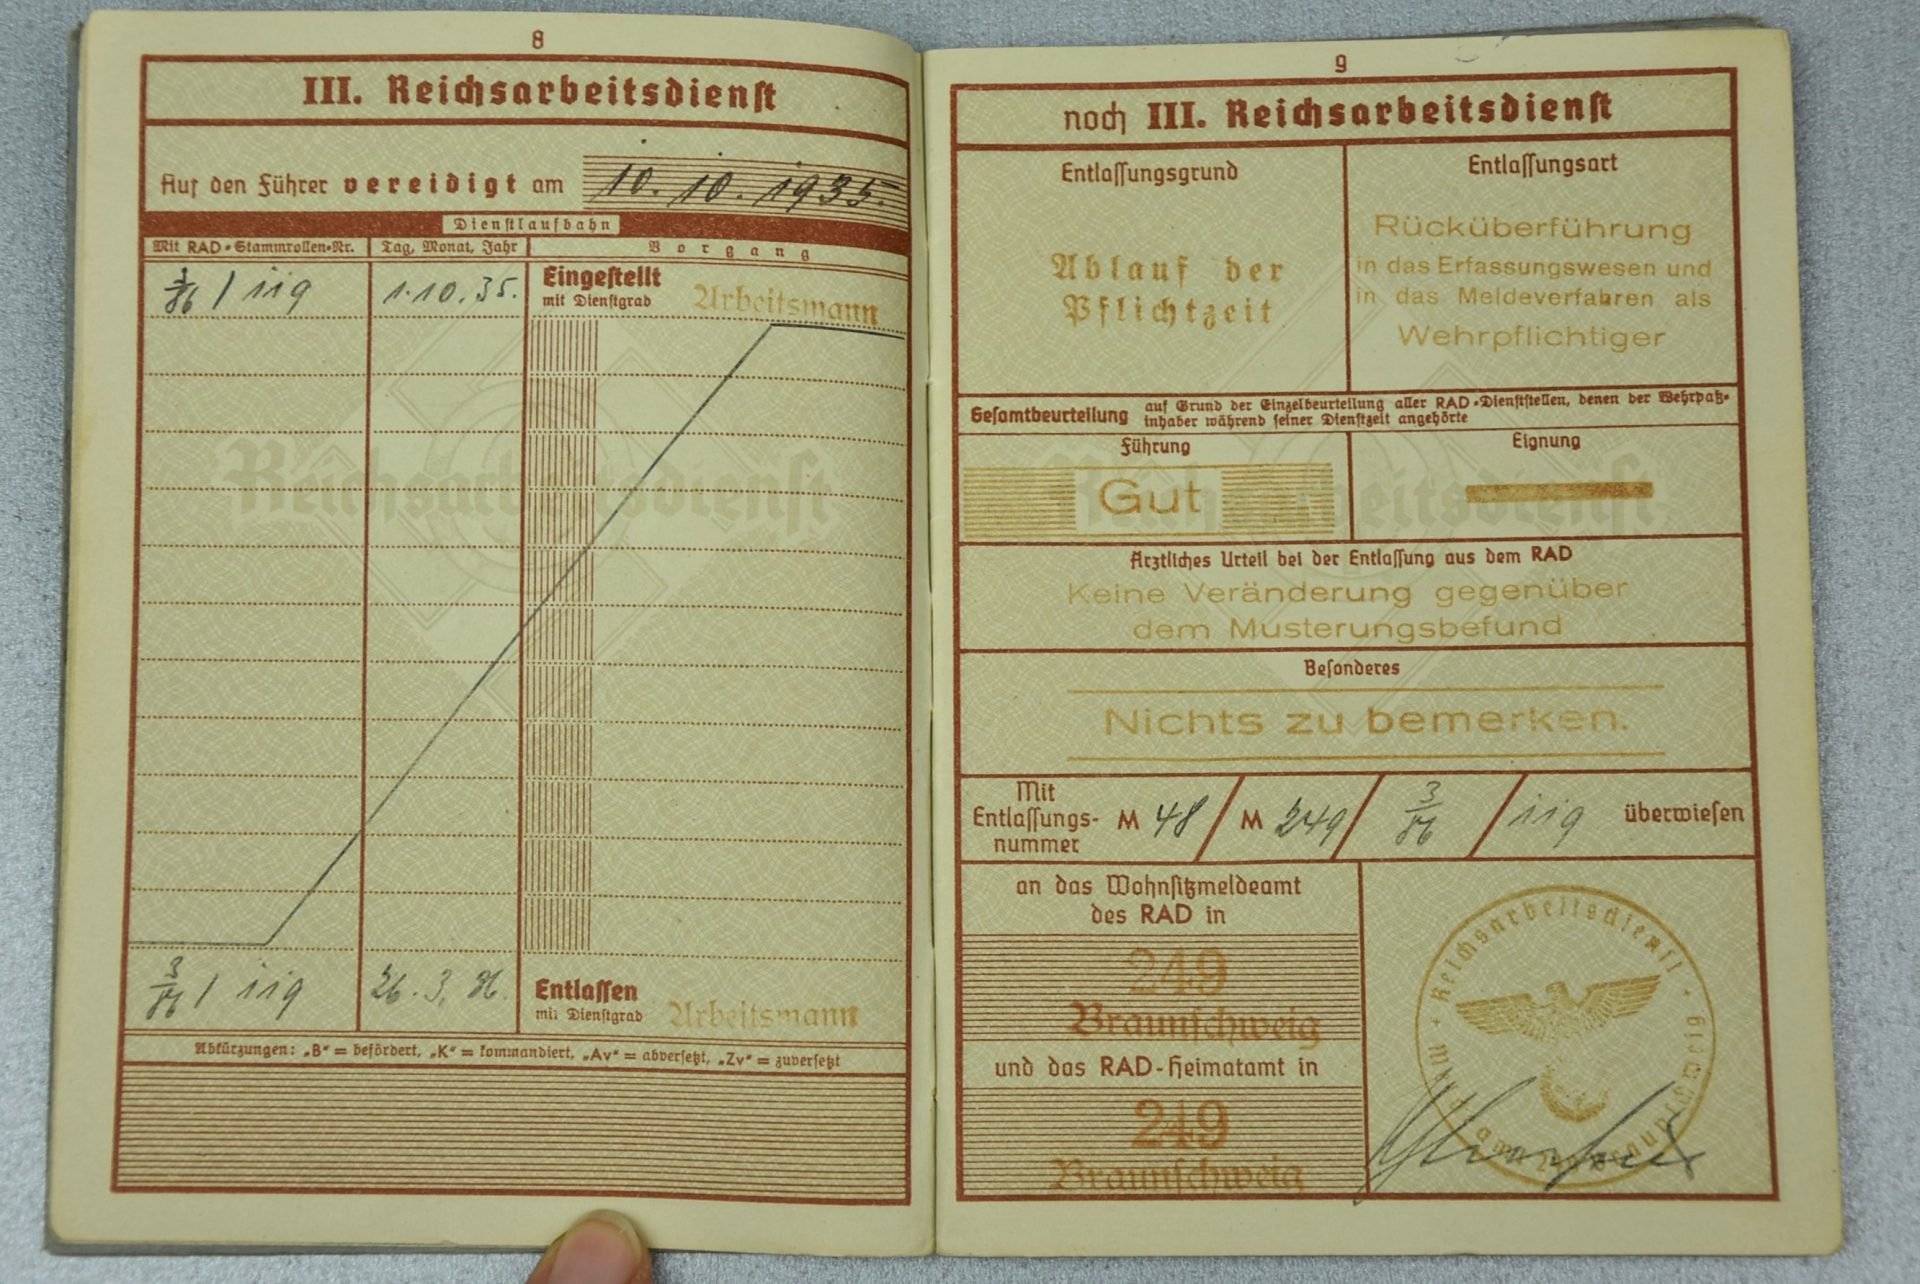 8
III. Reichsarbeitsdienst
Auf den Führer vereidigt am 10. 10. 1935.
Dienstlaufbahn
Mit RAD-Stammrollen-Nr. Tag, Monat, Jahr Vorgang
/ 119 1.10.35. Eingestellt
mit Dienstgrad Arbeitsmann
Reichsarbeitsdienst
/ 119 26.3.36. Entlassen
mit Dienstgrad Arbeitsmann
Abkürzungen: „B“ = befördert, „K“ = kommandiert, „Av“ = abversetzt, „Zv“ = zuversetzt
9
noch III. Reichsarbeitsdienst
Entlassungsgrund
Ablauf der
Pflichtzeit
Entlassungsart
Rücküberführung
in das Erfassungswesen und
in das Meldeverfahren als
Wehrpflichtiger
Gesamtbeurteilung auf Grund der Einzelbeurteilung aller RAD-Dienststellen, denen der Wehrpaß-
inhaber während seiner Dienstzeit angehörte
Führung
Gut
Eignung
Reichsarbeitsdienst
Ärztliches Urteil bei der Entlassung aus dem RAD
Keine Veränderung gegenüber
dem Musterungsbefund
Besonderes
Nichts zu bemerken.
Mit
Entlassungs-
nummer
M 48 / M 249 / / 119 überwiesen
an das Wohnsitzmeldeamt
des RAD in
249
Braunschweig
und das RAD-Heimatamt in
249
Braunschweig
Reichsarbeitsdienst